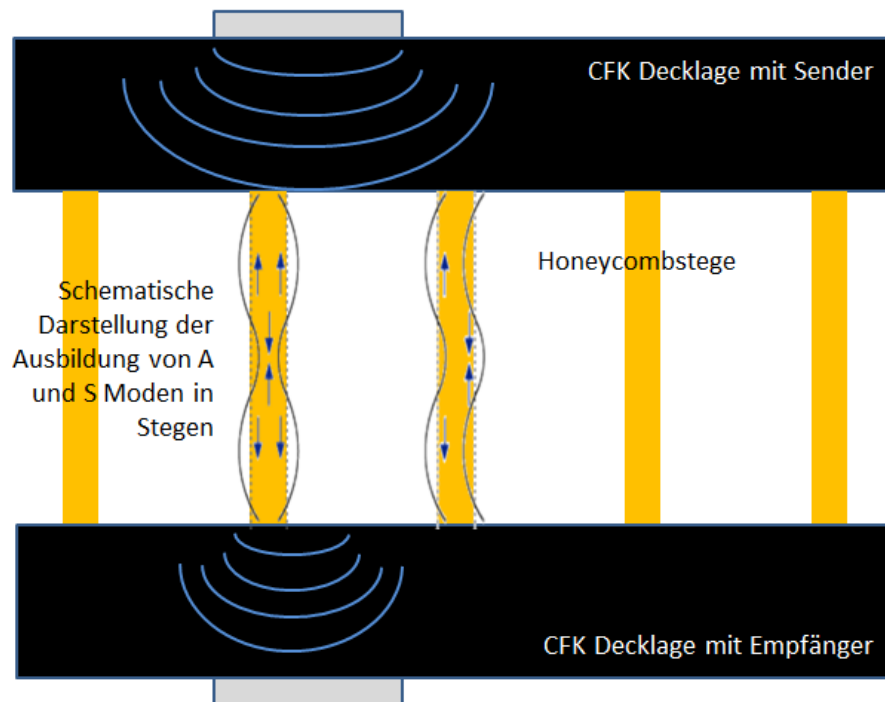 CFK Decklage mit Sender
Honeycombstege
Schematische
Darstellung der
Ausbildung von A
und S Moden in
Stegen
CFK Decklage mit Empfänger